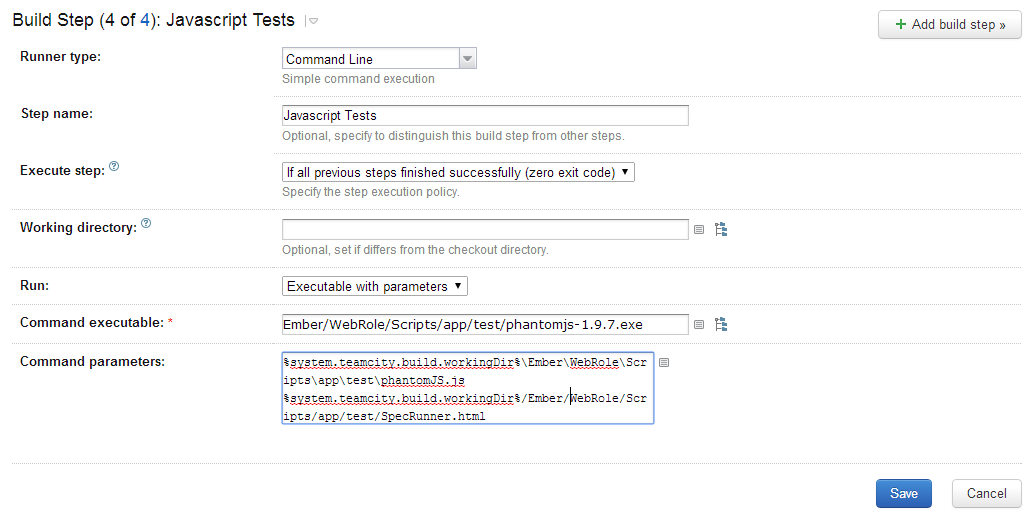 Build Step (4 of 4): Javascript Tests
+ Add build step »
Runner type:
Command Line
Simple command execution
Step name:
Javascript Tests
Optional, specify to distinguish this build step from other steps.
Execute step: ?
If all previous steps finished successfully (zero exit code)
Specify the step execution policy.
Working directory: ?
Optional, set if differs from the checkout directory.
Run:
Executable with parameters
Command executable: *
Ember/WebRole/Scripts/app/test/phantomjs-1.9.7.exe
Command parameters:
%system.teamcity.build.workingDir%\Ember\WebRole\Scr
ipts\app\test\phantomJS.js
%system.teamcity.build.workingDir%/Ember/WebRole/Scr
ipts/app/test/SpecRunner.html
Save
Cancel